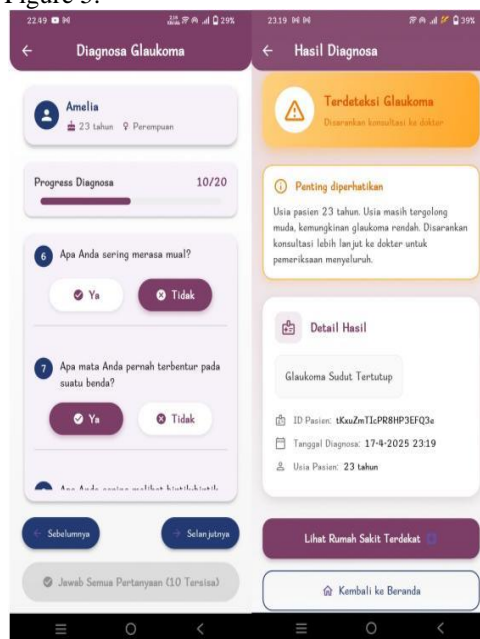 Figure 3.
22.49
29%
Diagnosa Glaukoma
Amelia
23 tahun Perempuan
Progress Diagnosa 10/20
6 Apa Anda sering merasa mual?
Ya Tidak
7 Apa mata Anda pernah terbentur pada
suatu benda?
Ya Tidak
Sebelumnya Selanjutnya
Jawab Semua Pertanyaan (10 Tersisa)
23.19
39%
Hasil Diagnosa
Terdeteksi Glaukoma
Disarankan konsultasi ke dokter
Penting diperhatikan
Usia pasien 23 tahun. Usia masih tergolong
muda, kemungkinan glaukoma rendah. Disarankan
konsultasi lebih lanjut ke dokter untuk
pemeriksaan menyeluruh.
Detail Hasil
Glaukoma Sudut Tertutup
ID Pasien: tKxuZmTIcPR8HP3EFQ3e
Tanggal Diagnosa: 17-4-2025 23:19
Usia Pasien: 23 tahun
Lihat Rumah Sakit Terdekat
Kembali ke Beranda